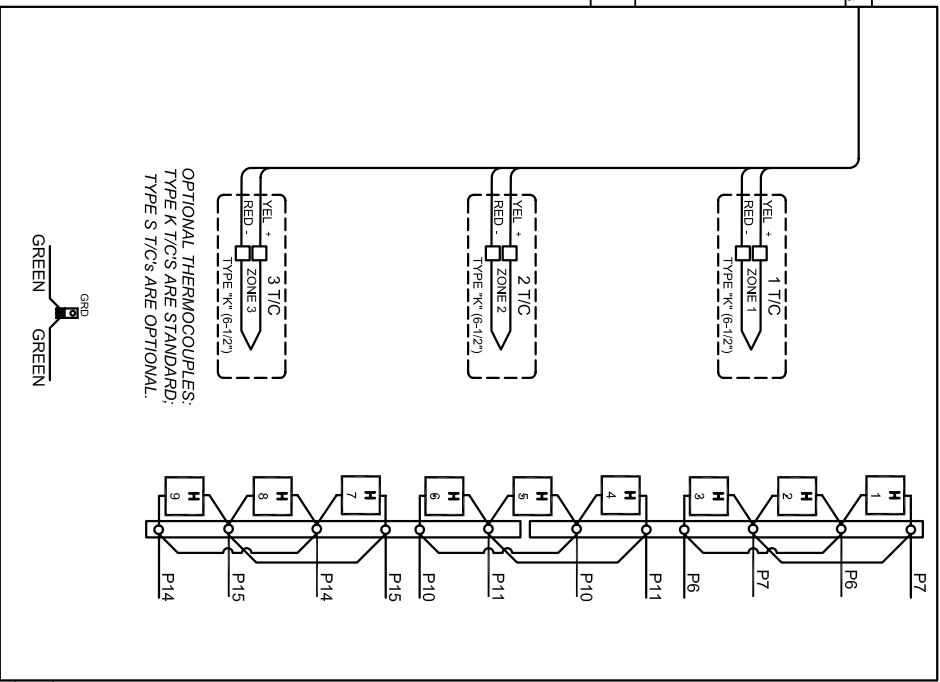 1 T/C
ZONE 1
YEL +
RED -
TYPE "K" (6-1/2")
2 T/C
ZONE 2
YEL +
RED -
TYPE "K" (6-1/2")
3 T/C
ZONE 3
YEL +
RED -
TYPE "K" (6-1/2")
OPTIONAL THERMOCOUPLES:
TYPE K T/C'S ARE STANDARD;
TYPE S T/C's ARE OPTIONAL.
GRD
GREEN
GREEN
H
1
H
2
H
3
H
4
H
5
H
6
H
7
H
8
H
9
P7
P6
P7
P6
P11
P10
P11
P10
P15
P14
P15
P14